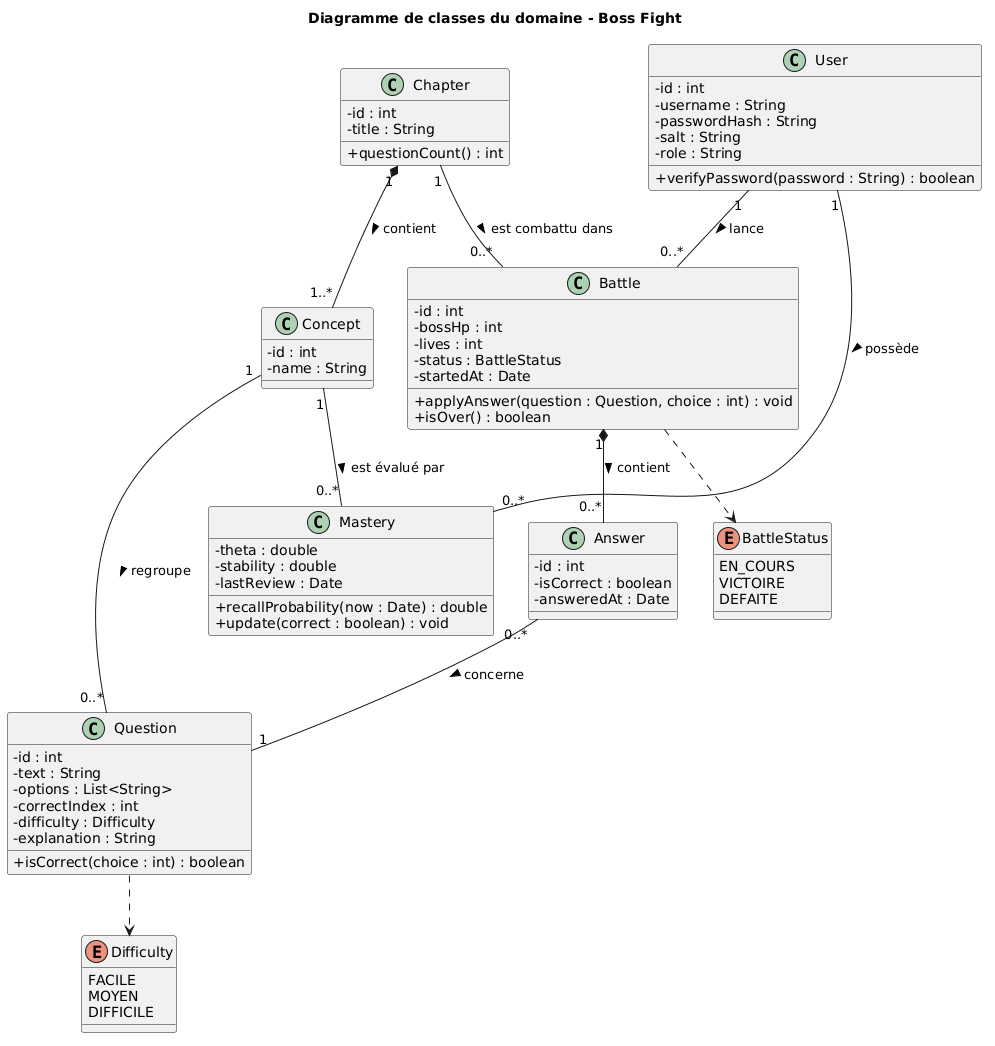 Diagramme de classes du domaine - Boss Fight
C Chapter
-id : int
-title : String
+questionCount() : int
C User
-id : int
-username : String
-passwordHash : String
-salt : String
-role : String
+verifyPassword(password : String) : boolean
1
1
1
1
contient
est combattu dans
lance
1..*
0..*
0..*
C Concept
-id : int
-name : String
C Battle
-id : int
-bossHp : int
-lives : int
-status : BattleStatus
-startedAt : Date
+applyAnswer(question : Question, choice : int) : void
+isOver() : boolean
possède
1
1
1
est évalué par
contient
0..*
0..*
0..*
C Mastery
-theta : double
-stability : double
-lastReview : Date
+recallProbability(now : Date) : double
+update(correct : boolean) : void
C Answer
-id : int
-isCorrect : boolean
-answeredAt : Date
E BattleStatus
EN_COURS
VICTOIRE
DEFAITE
regroupe
0..*
concerne
0..*
1
C Question
-id : int
-text : String
-options : List<String>
-correctIndex : int
-difficulty : Difficulty
-explanation : String
+isCorrect(choice : int) : boolean
E Difficulty
FACILE
MOYEN
DIFFICILE